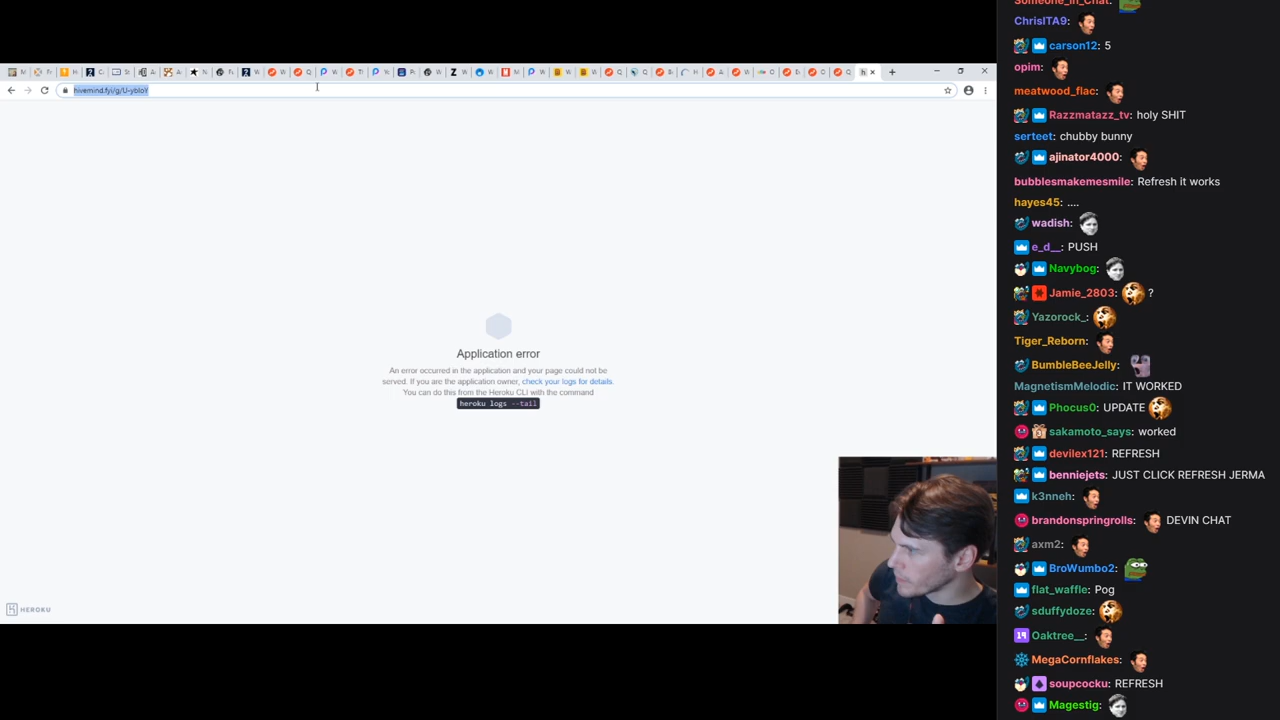 hivemind.fyi/g/U-ybIoY
Application error
An error occurred in the application and your page could not be
served. If you are the application owner, check your logs for details.
You can do this from the Heroku CLI with the command
heroku logs --tail
HEROKU
Someone_in_Chat:
ChrisITA9:
carson12: 5
opim:
meatwood_flac:
Razzmatazz_tv: holy SHIT
serteet: chubby bunny
ajinator4000:
bubblesmakemesmile: Refresh it works
hayes45: ....
wadish:
e_d__: PUSH
Navybog:
Jamie_2803: ?
Yazorock_:
Tiger_Reborn:
BumbleBeeJelly:
MagnetismMelodic: IT WORKED
Phocus0: UPDATE
sakamoto_says: worked
devilex121: REFRESH
benniejets: JUST CLICK REFRESH JERMA
k3nneh:
brandonspringrolls: DEVIN CHAT
axm2:
BroWumbo2:
flat_waffle: Pog
sduffydoze:
Oaktree__:
MegaCornflakes:
soupcocku: REFRESH
Magestig: